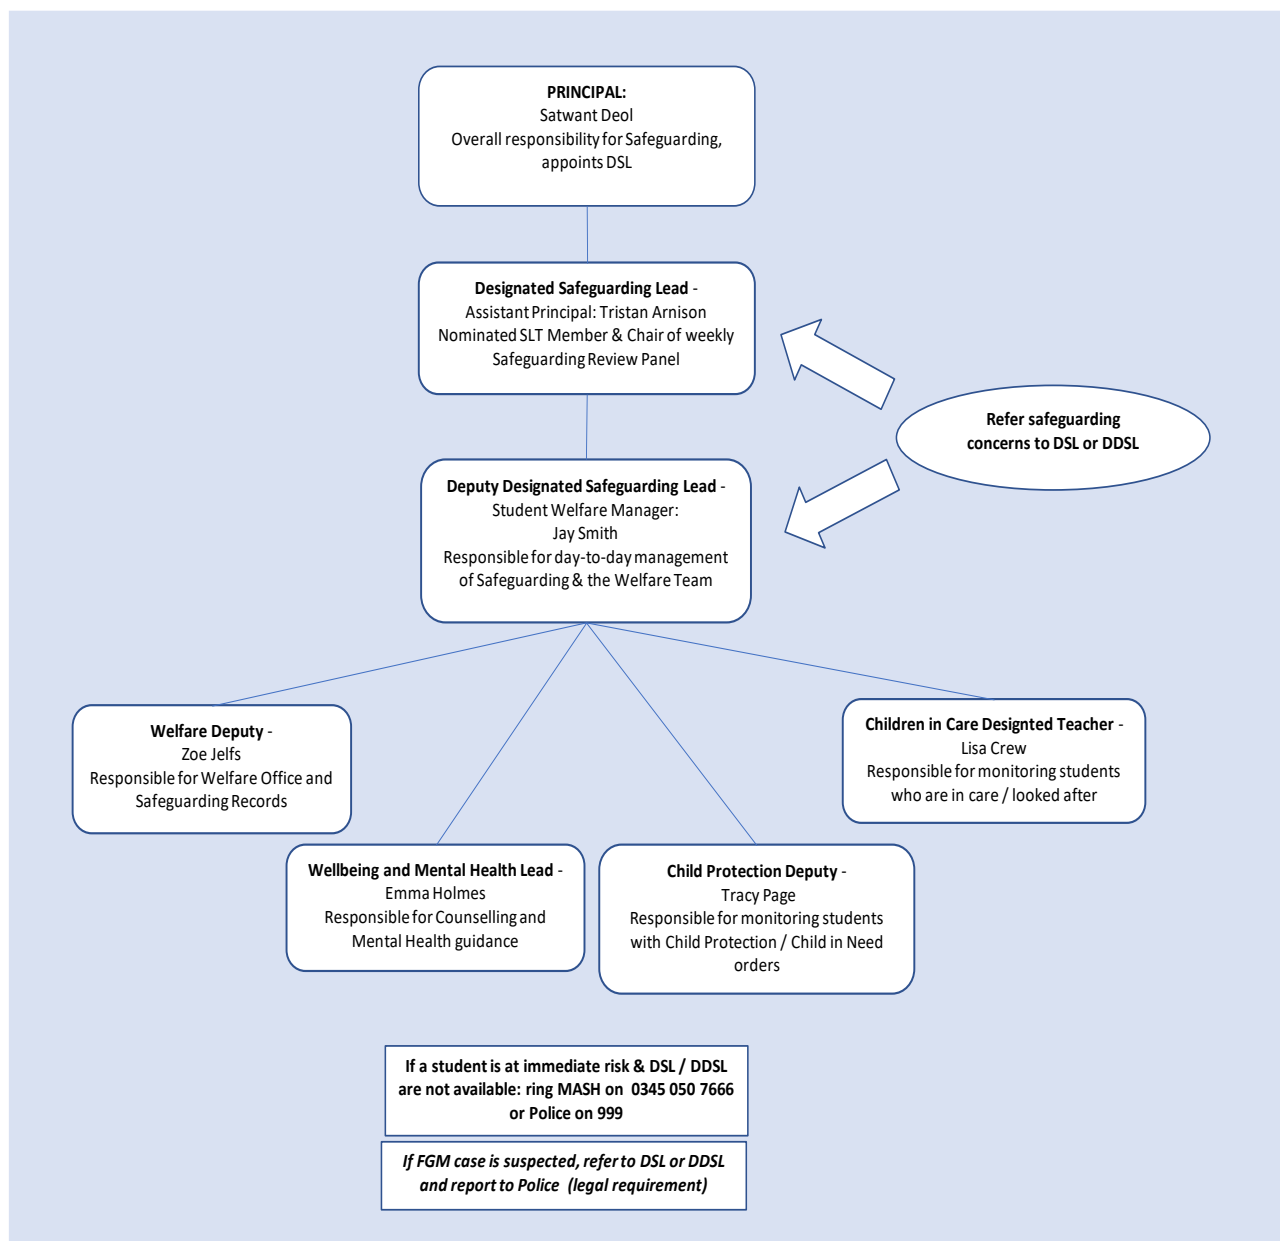 PRINCIPAL:
Satwant Deol
Overall responsibility for Safeguarding,
appoints DSL
Designated Safeguarding Lead -
Assistant Principal: Tristan Arnison
Nominated SLT Member & Chair of weekly
Safeguarding Review Panel
Refer safeguarding
concerns to DSL or DDSL
Deputy Designated Safeguarding Lead -
Student Welfare Manager:
Jay Smith
Responsible for day-to-day management
of Safeguarding & the Welfare Team
Welfare Deputy -
Zoe Jelfs
Responsible for Welfare Office and
Safeguarding Records
Children in Care Designted Teacher -
Lisa Crew
Responsible for monitoring students
who are in care / looked after
Wellbeing and Mental Health Lead -
Emma Holmes
Responsible for Counselling and
Mental Health guidance
Child Protection Deputy -
Tracy Page
Responsible for monitoring students
with Child Protection / Child in Need
orders
If a student is at immediate risk & DSL / DDSL
are not available: ring MASH on 0345 050 7666
or Police on 999
If FGM case is suspected, refer to DSL or DDSL
and report to Police (legal requirement)